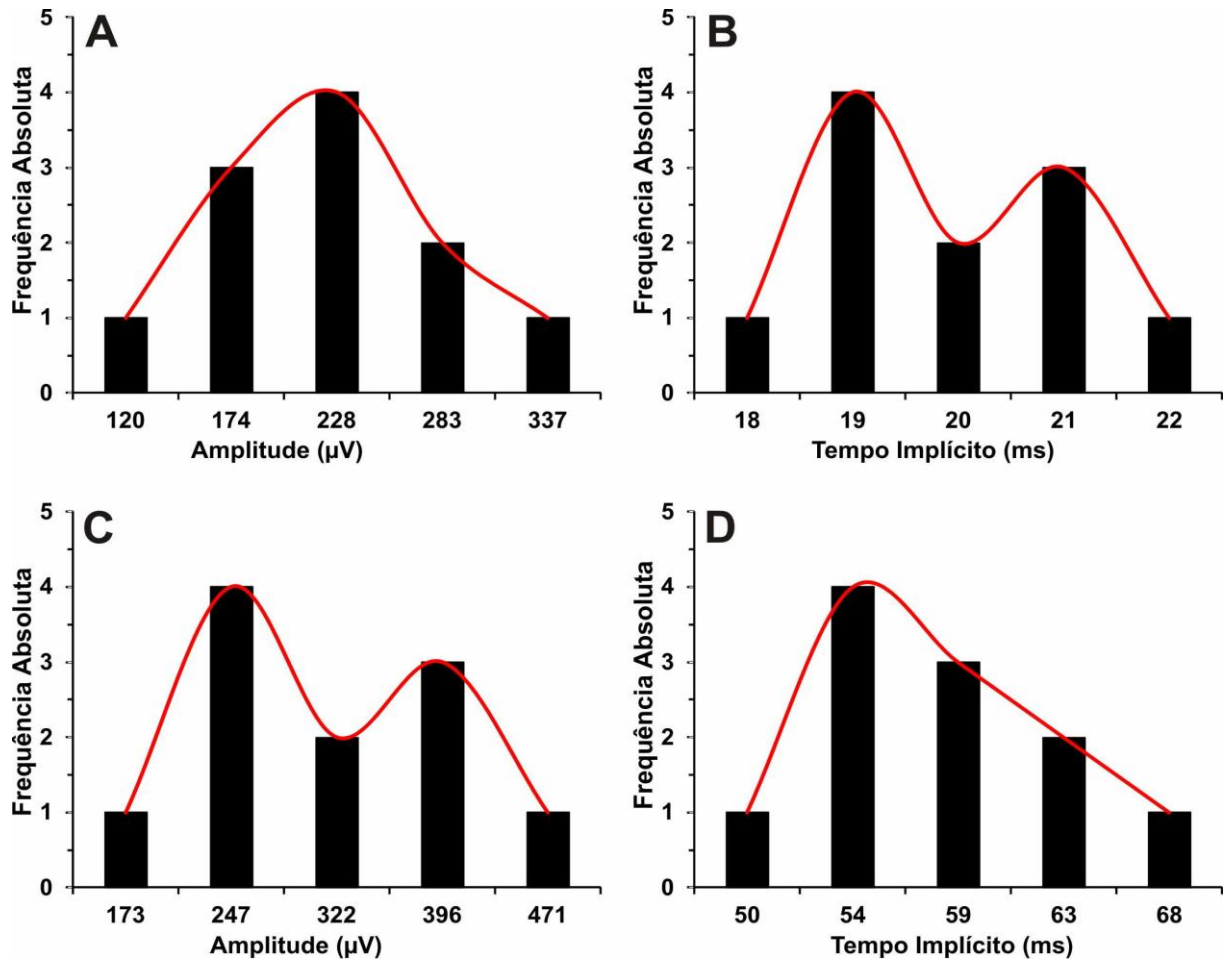 A
Frequência Absoluta
5
4
3
2
1
0
120 174 228 283 337
Amplitude (µV)
B
Frequência Absoluta
5
4
3
2
1
0
18 19 20 21 22
Tempo Implícito (ms)
C
Frequência Absoluta
5
4
3
2
1
0
173 247 322 396 471
Amplitude (µV)
D
Frequência Absoluta
5
4
3
2
1
0
50 54 59 63 68
Tempo Implícito (ms)